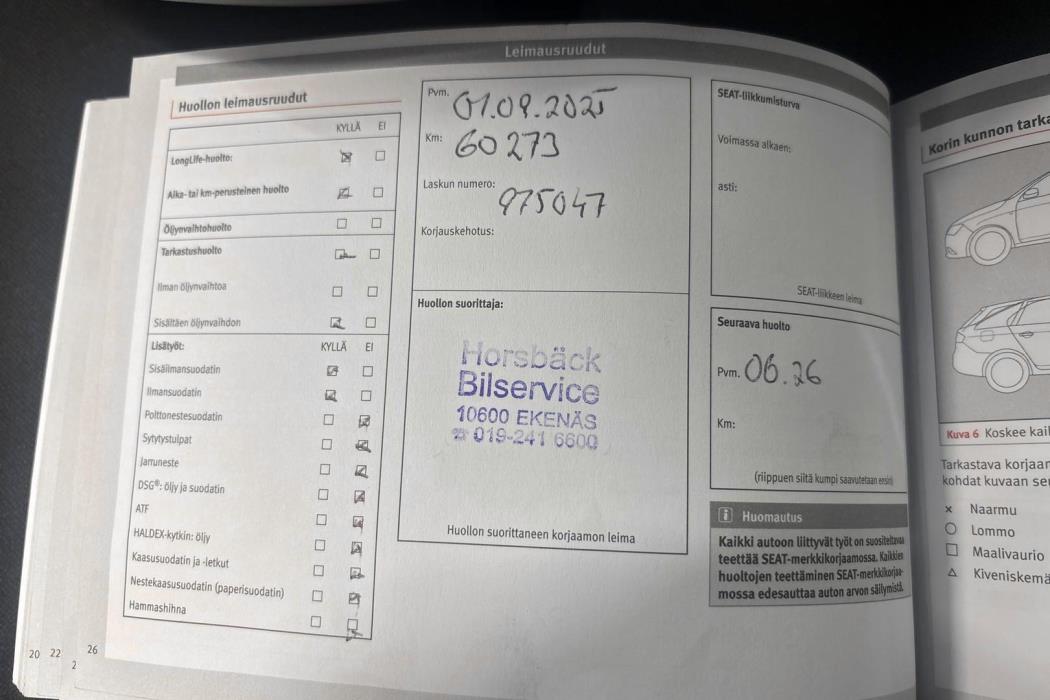 Leimausruudut
Huollon leimausruudut
KYLLÄ EI
LongLife-huolto:
Aika- tai km-perusteinen huolto
Öljynvaihtohuolto
Tarkastushuolto
Ilman öljynvaihtoa
Sisältäen öljynvaihdon
Lisätyöt: KYLLÄ EI
Sisäilmansuodatin
Ilmansuodatin
Polttonestesuodatin
Sytytystulpat
Jarruneste
DSG®: öljy ja suodatin
ATF
HALDEX-kytkin: öljy
Kaasusuodatin ja -letkut
Nestekaasusuodatin (paperisuodatin)
Hammashihna
Pvm. 01.09.2025
Km: 60273
Laskun numero: 975047
Korjauskehotus:
Huollon suorittaja:
Horsbäck
Bilservice
10600 EKENÄS
☎ 019-241 6600
Huollon suorittaneen korjaamon leima
SEAT-liikkumisturva
Voimassa alkaen:
asti:
SEAT-liikkeen leima
Seuraava huolto
Pvm. 06.26
Km:
(riippuen siitä kumpi saavutetaan ensin)
i Huomautus
Kaikki autoon liittyvät työt on suositeltavaa
teettää SEAT-merkkikorjaamossa. Kaikkien
huoltojen teettäminen SEAT-merkkikorjaa-
mossa edesauttaa auton arvon säilymistä.
Korin kunnon tarka
Kuva 6 Koskee kail
Tarkastava korjaam
kohdat kuvaan seu
× Naarmu
○ Lommo
□ Maalivaurio
△ Kiveniskemä
20 22 2 26